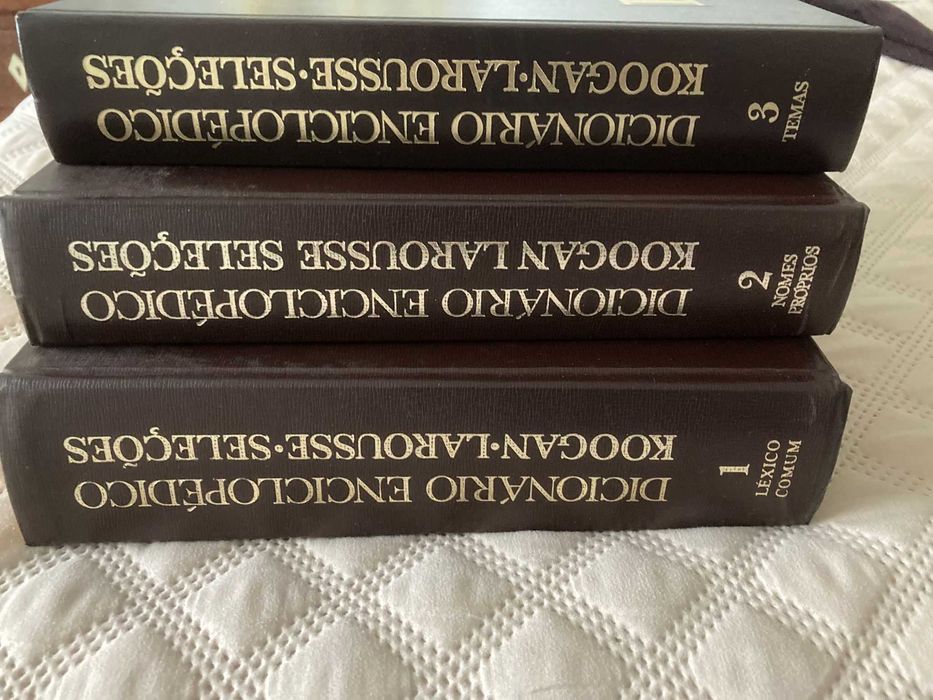 DICIONÁRIO ENCICLOPÉDICO
KOOGAN·LAROUSSE·SELEÇÕES
3
TEMAS
DICIONÁRIO ENCICLOPÉDICO
KOOGAN LAROUSSE SELEÇÕES
2
NOMES
PRÓPRIOS
DICIONÁRIO ENCICLOPÉDICO
KOOGAN·LAROUSSE·SELEÇÕES
1
LÉXICO
COMUM